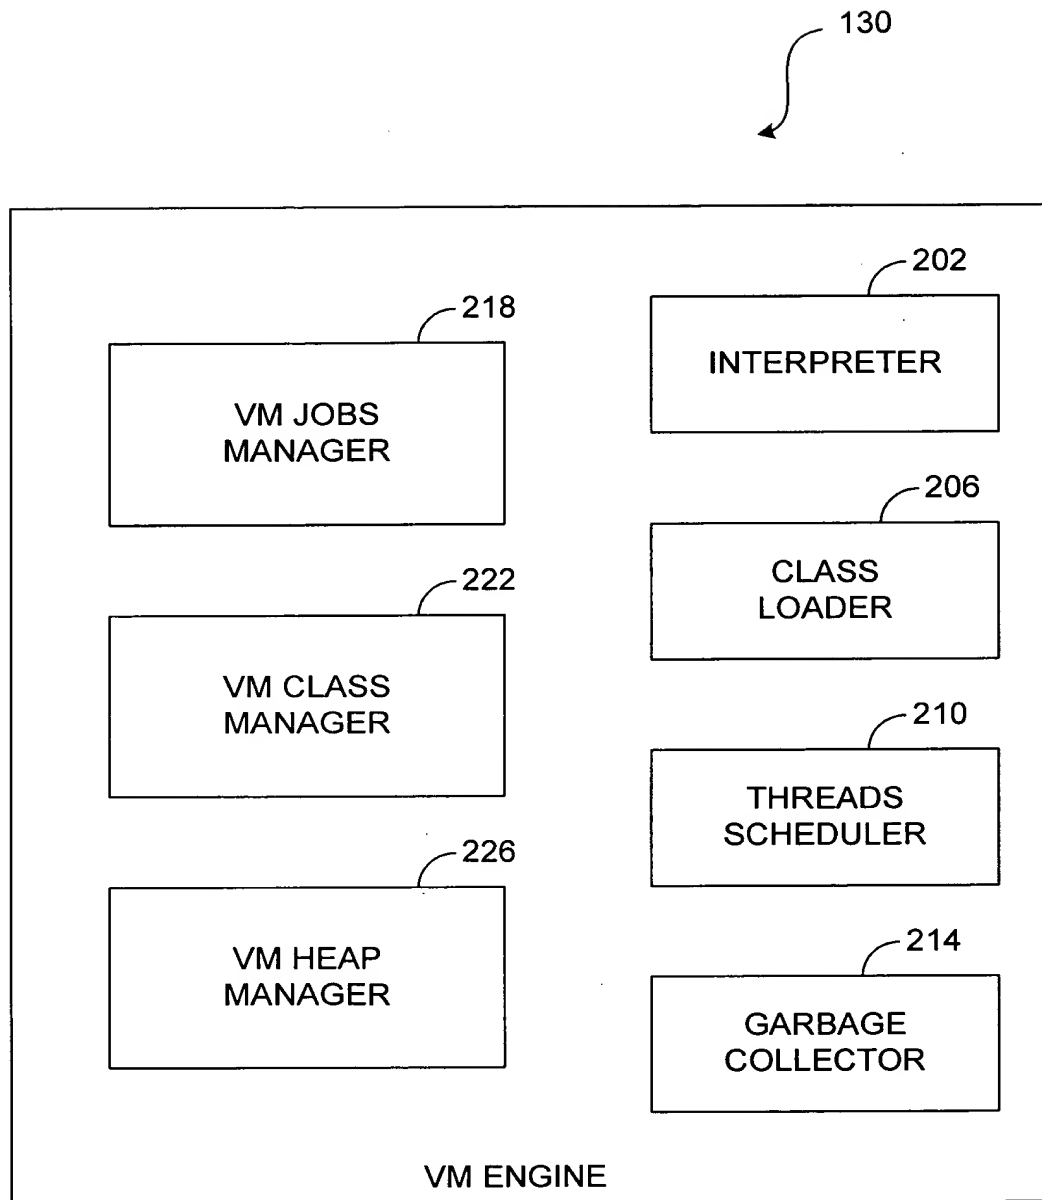 130
202
INTERPRETER
218
VM JOBS
MANAGER
206
CLASS
LOADER
222
VM CLASS
MANAGER
210
THREADS
SCHEDULER
226
VM HEAP
MANAGER
214
GARBAGE
COLLECTOR
VM ENGINE